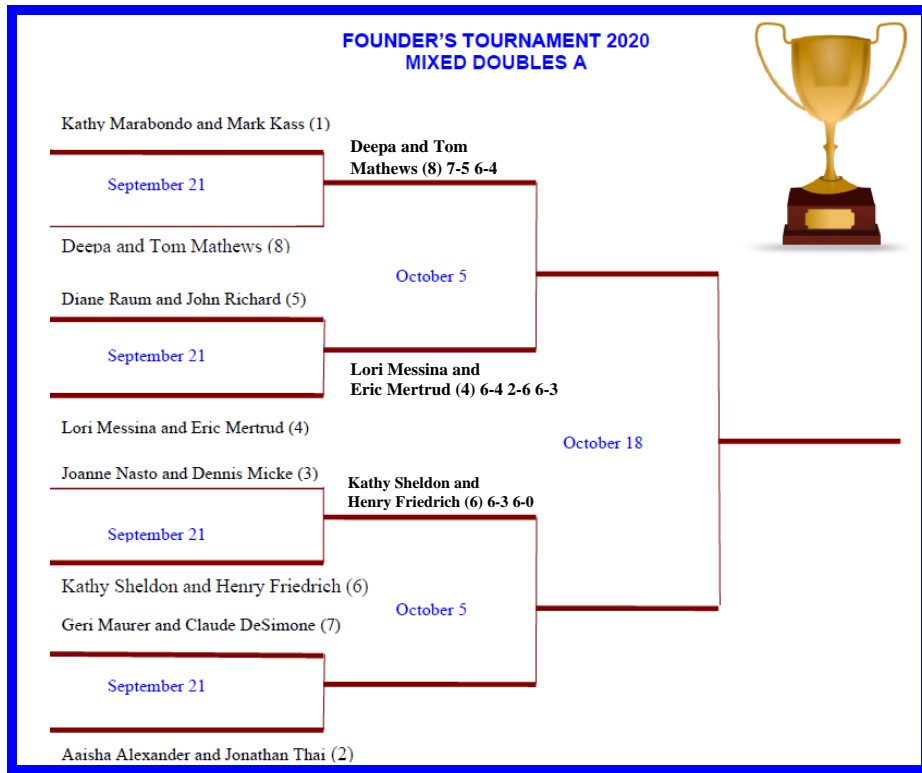 FOUNDER'S TOURNAMENT 2020
MIXED DOUBLES A
Kathy Marabondo and Mark Kass (1)
Deepa and Tom
Mathews (8) 7-5 6-4
September 21
Deepa and Tom Mathews (8)
October 5
Diane Raum and John Richard (5)
September 21
Lori Messina and
Eric Mertrud (4) 6-4 2-6 6-3
Lori Messina and Eric Mertrud (4)
October 18
Joanne Nasto and Dennis Micke (3)
Kathy Sheldon and
Henry Friedrich (6) 6-3 6-0
September 21
Kathy Sheldon and Henry Friedrich (6)
October 5
Geri Maurer and Claude DeSimone (7)
September 21
Aaisha Alexander and Jonathan Thai (2)